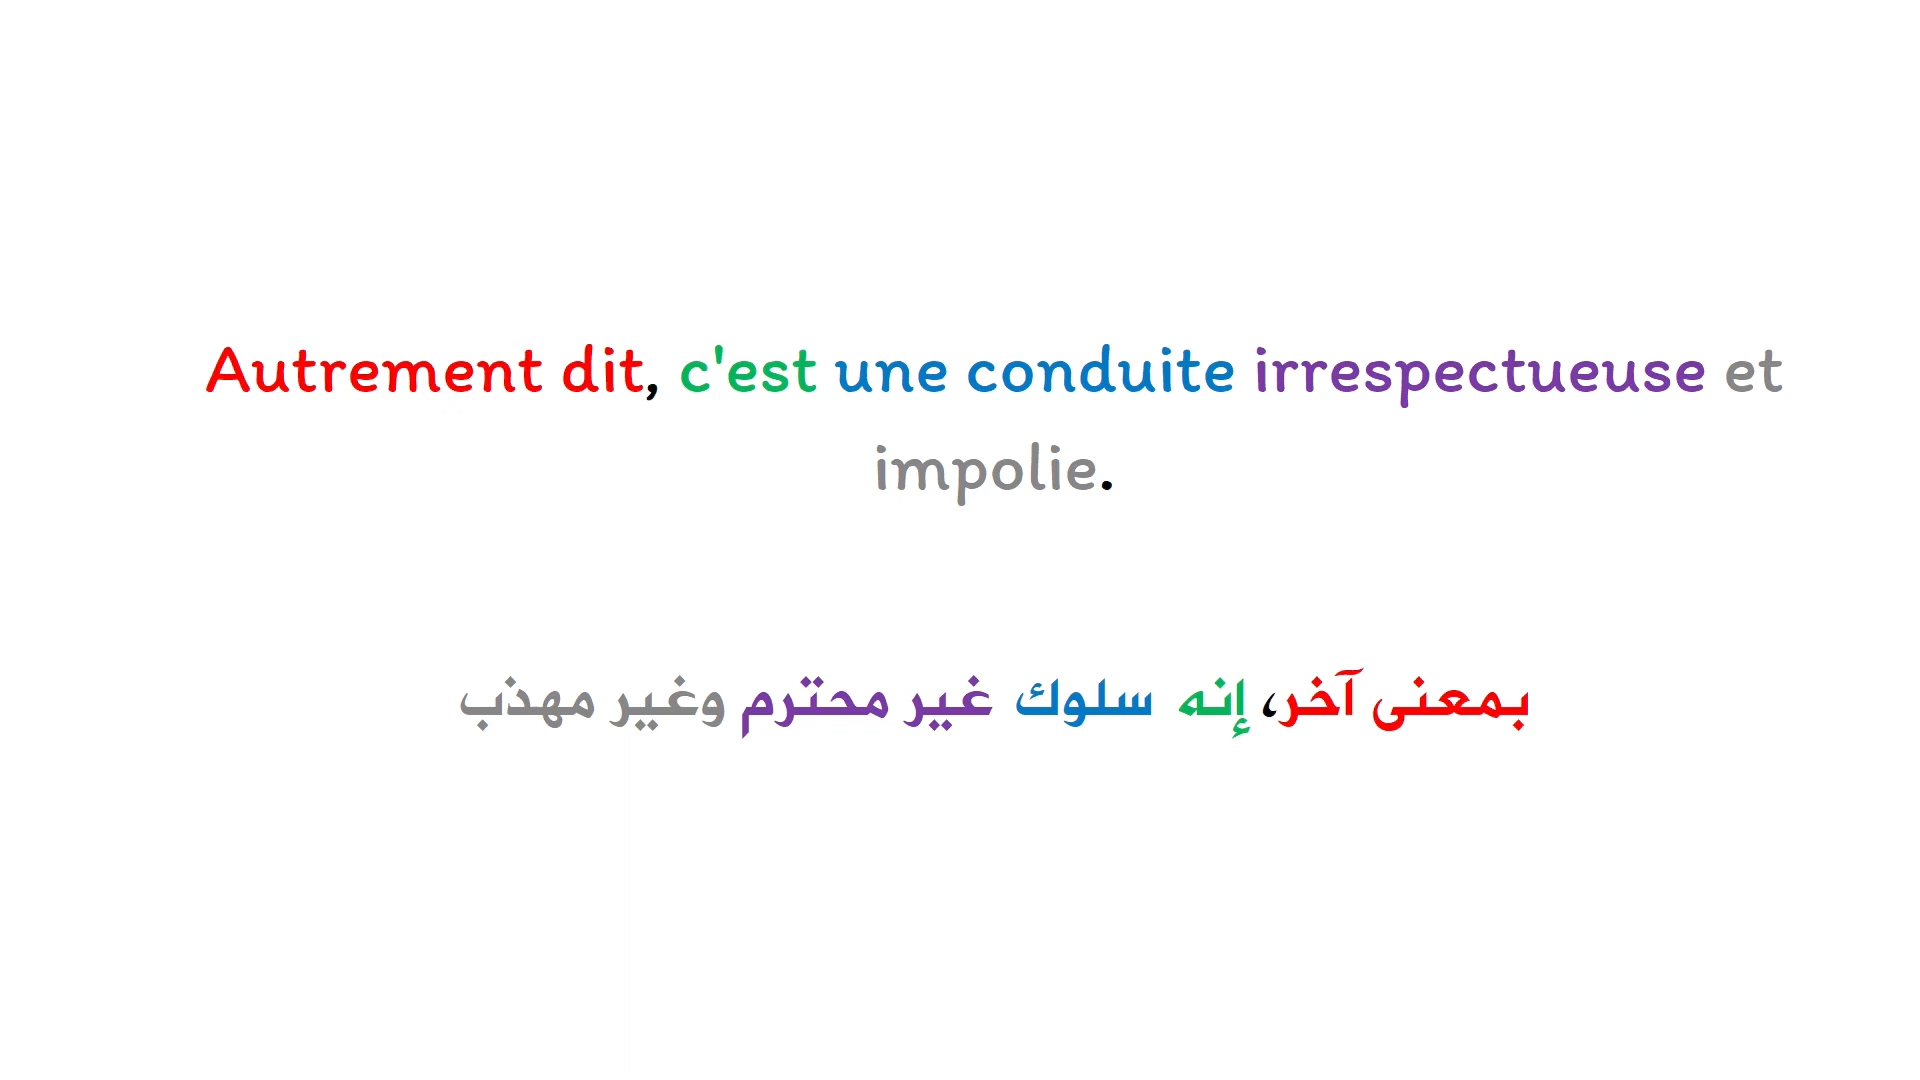 Autrement dit, c'est une conduite irrespectueuse et
impolie.
بمعنى آخر، إنه سلوك غير محترم وغير مهذب